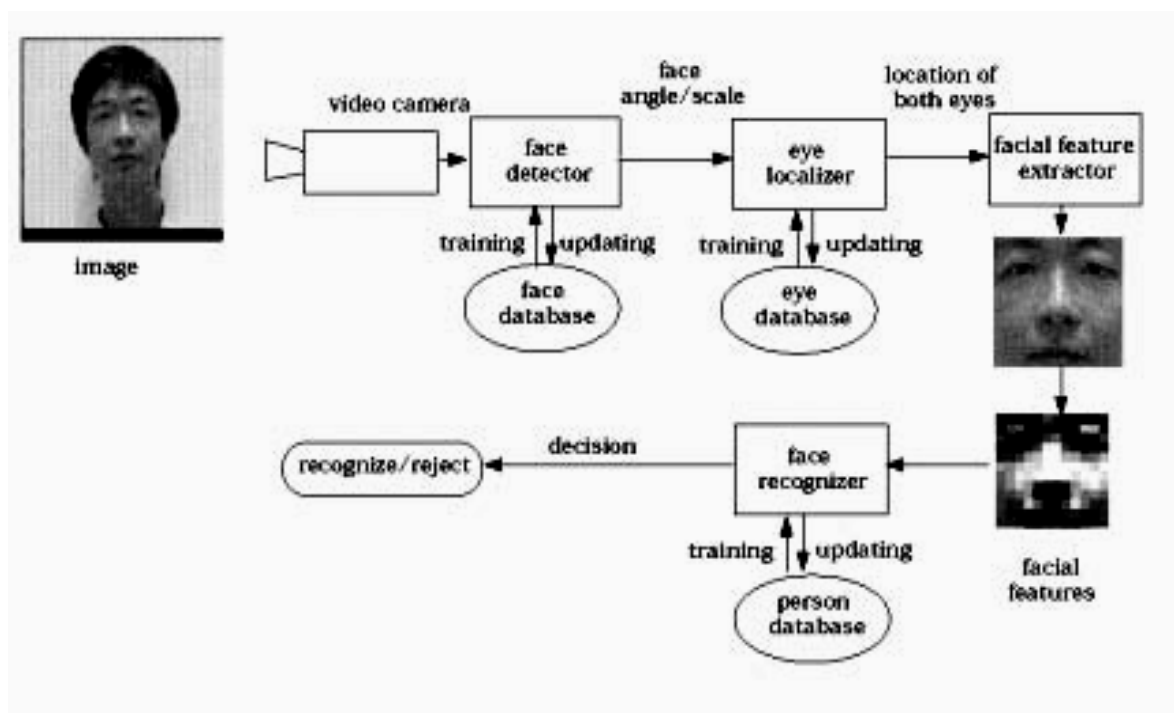 image
video camera
face
detector
face
angle/scale
eye
localizer
location of
both eyes
facial feature
extractor
training
updating
face
database
training
updating
eye
database
facial
features
face
recognizer
decision
recognize/reject
training
updating
person
database